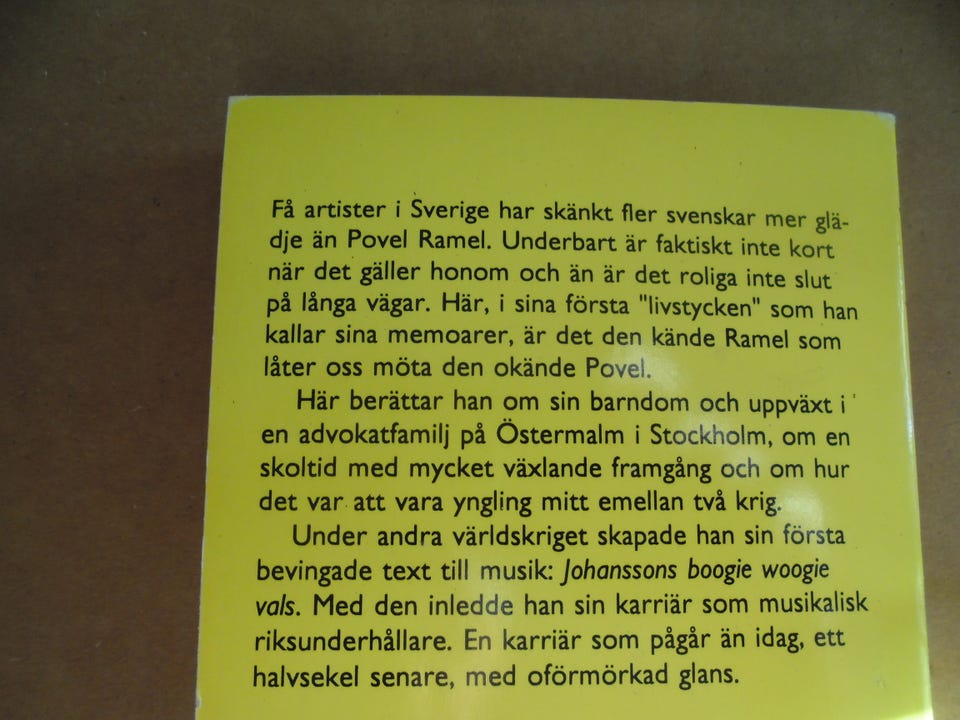 Få artister i Sverige har skänkt fler svenskar mer glä-
dje än Povel Ramel. Underbart är faktiskt inte kort
när det gäller honom och än är det roliga inte slut
på långa vägar. Här, i sina första "livstycken" som han
kallar sina memoarer, är det den kände Ramel som
låter oss möta den okände Povel.
Här berättar han om sin barndom och uppväxt i
en advokatfamilj på Östermalm i Stockholm, om en
skoltid med mycket växlande framgång och om hur
det var att vara yngling mitt emellan två krig.
Under andra världskriget skapade han sin första
bevingade text till musik: Johanssons boogie woogie
vals. Med den inledde han sin karriär som musikalisk
riksunderhållare. En karriär som pågår än idag, ett
halvsekel senare, med oförmörkad glans.